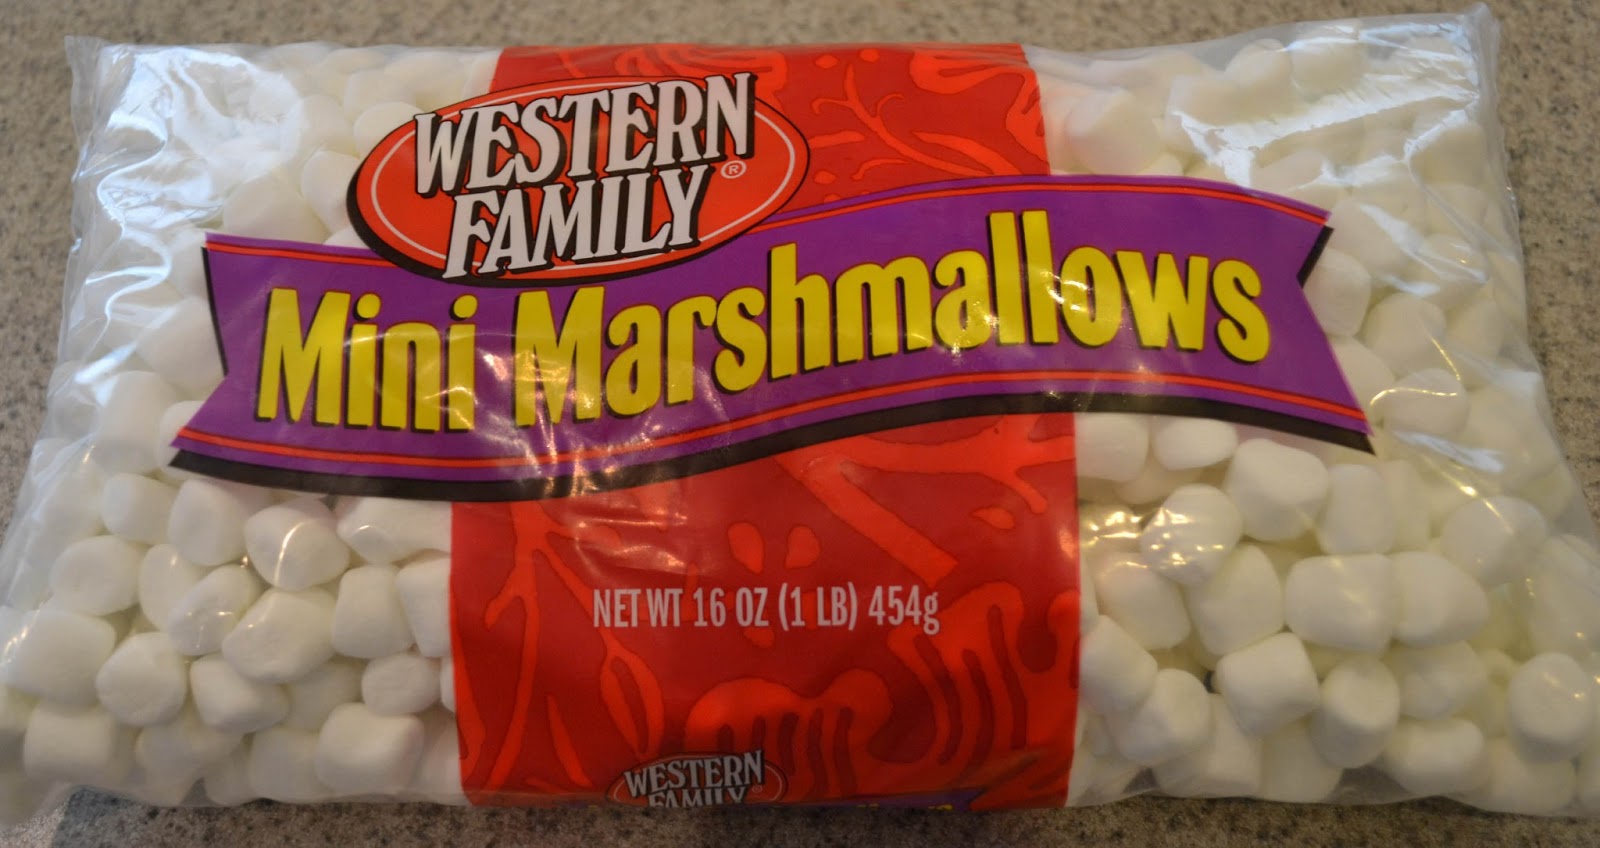 WESTERN
FAMILY®
Mini Marshmallows
NET WT 16 OZ (1 LB) 454g
WESTERN
FAMILY